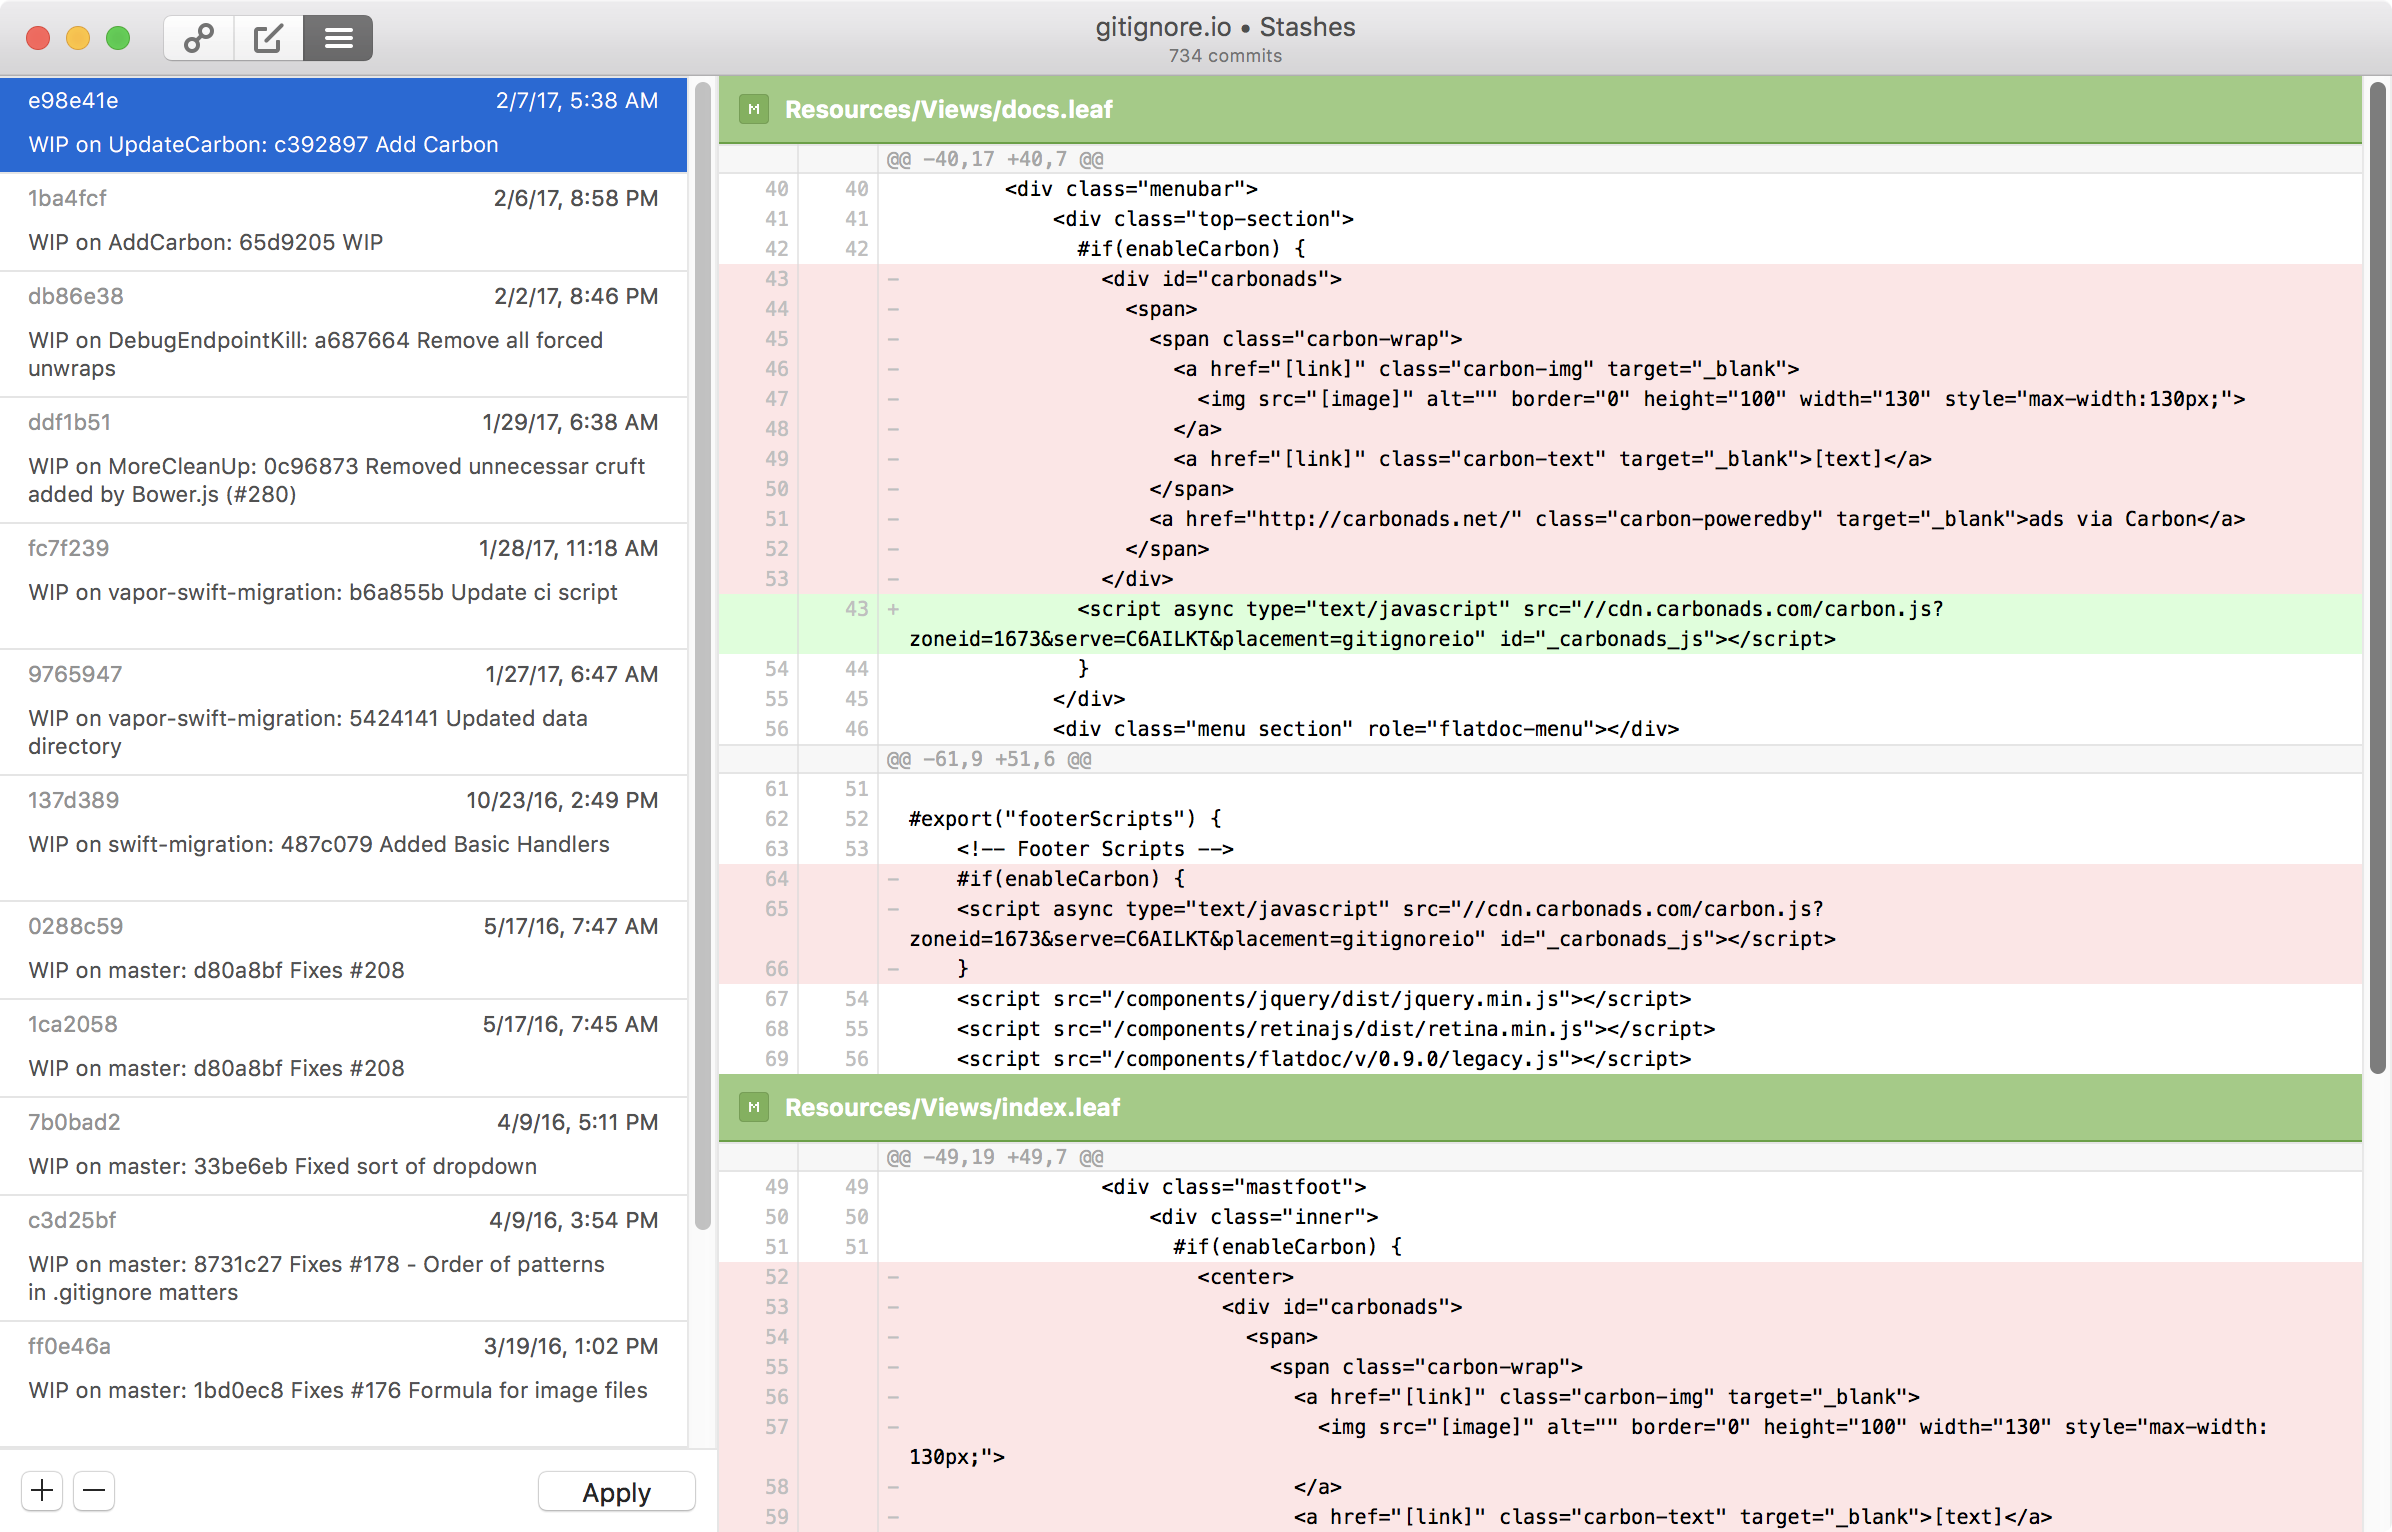 gitignore.io • Stashes
734 commits
e98e41e 2/7/17, 5:38 AM
WIP on UpdateCarbon: c392897 Add Carbon
1ba4fcf 2/6/17, 8:58 PM
WIP on AddCarbon: 65d9205 WIP
db86e38 2/2/17, 8:46 PM
WIP on DebugEndpointKill: a687664 Remove all forced
unwraps
ddf1b51 1/29/17, 6:38 AM
WIP on MoreCleanUp: 0c96873 Removed unnecessar cruft
added by Bower.js (#280)
fc7f239 1/28/17, 11:18 AM
WIP on vapor-swift-migration: b6a855b Update ci script
9765947 1/27/17, 6:47 AM
WIP on vapor-swift-migration: 5424141 Updated data
directory
137d389 10/23/16, 2:49 PM
WIP on swift-migration: 487c079 Added Basic Handlers
0288c59 5/17/16, 7:47 AM
WIP on master: d80a8bf Fixes #208
1ca2058 5/17/16, 7:45 AM
WIP on master: d80a8bf Fixes #208
7b0bad2 4/9/16, 5:11 PM
WIP on master: 33be6eb Fixed sort of dropdown
c3d25bf 4/9/16, 3:54 PM
WIP on master: 8731c27 Fixes #178 - Order of patterns
in .gitignore matters
ff0e46a 3/19/16, 1:02 PM
WIP on master: 1bd0ec8 Fixes #176 Formula for image files
Apply
M Resources/Views/docs.leaf
@@ -40,17 +40,7 @@
40 40 <div class="menubar">
41 41 <div class="top-section">
42 42 #if(enableCarbon) {
43 - <div id="carbonads">
44 - <span>
45 - <span class="carbon-wrap">
46 - <a href="[link]" class="carbon-img" target="_blank">
47 - <img src="[image]" alt="" border="0" height="100" width="130" style="max-width:130px;">
48 - </a>
49 - <a href="[link]" class="carbon-text" target="_blank">[text]</a>
50 - </span>
51 - <a href="http://carbonads.net/" class="carbon-poweredby" target="_blank">ads via Carbon</a>
52 - </span>
53 - </div>
43 + <script async type="text/javascript" src="//cdn.carbonads.com/carbon.js?
zoneid=1673&serve=C6AILKT&placement=gitignoreio" id="_carbonads_js"></script>
54 44 }
55 45 </div>
56 46 <div class="menu section" role="flatdoc-menu"></div>
@@ -61,9 +51,6 @@
61 51
62 52 #export("footerScripts") {
63 53 <!-- Footer Scripts -->
64 - #if(enableCarbon) {
65 - <script async type="text/javascript" src="//cdn.carbonads.com/carbon.js?
zoneid=1673&serve=C6AILKT&placement=gitignoreio" id="_carbonads_js"></script>
66 - }
67 54 <script src="/components/jquery/dist/jquery.min.js"></script>
68 55 <script src="/components/retinajs/dist/retina.min.js"></script>
69 56 <script src="/components/flatdoc/v/0.9.0/legacy.js"></script>
M Resources/Views/index.leaf
@@ -49,19 +49,7 @@
49 49 <div class="mastfoot">
50 50 <div class="inner">
51 51 #if(enableCarbon) {
52 - <center>
53 - <div id="carbonads">
54 - <span>
55 - <span class="carbon-wrap">
56 - <a href="[link]" class="carbon-img" target="_blank">
57 - <img src="[image]" alt="" border="0" height="100" width="130" style="max-width:
130px;">
58 - </a>
59 - <a href="[link]" class="carbon-text" target="_blank">[text]</a>